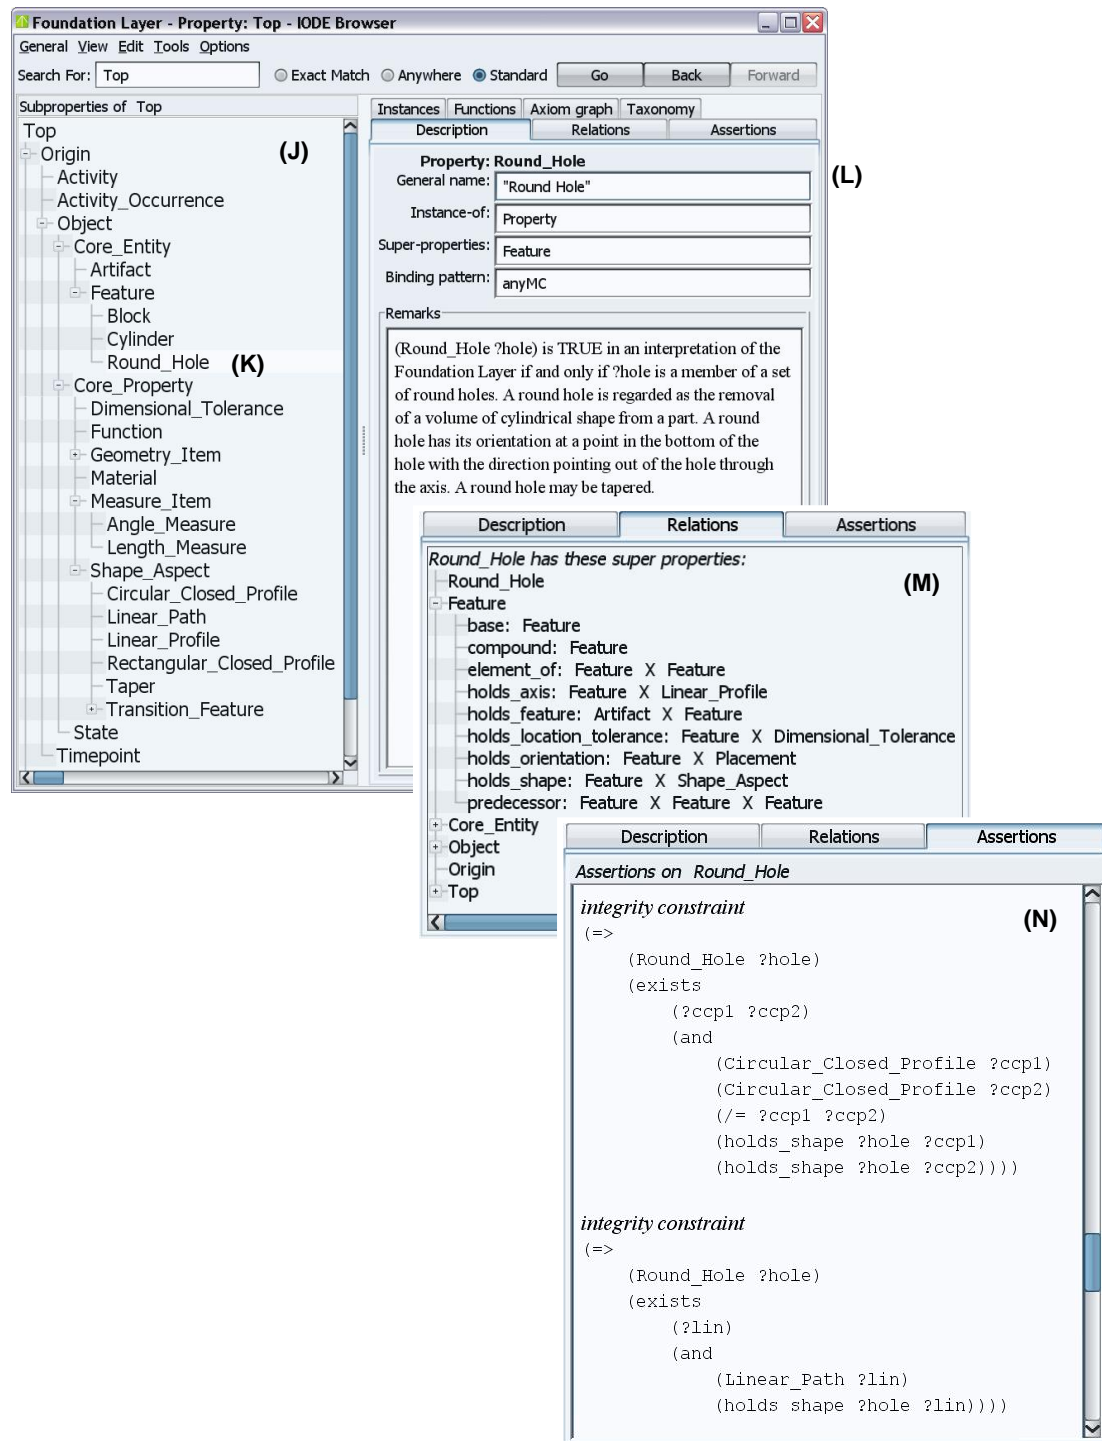 Foundation Layer - Property: Top - IODE Browser
General View Edit Tools Options
Search For: Top Exact Match Anywhere Standard Go Back Forward
Subproperties of Top
Top
(J)
Origin
Activity
Activity_Occurrence
Object
Core_Entity
Artifact
Feature
Block
Cylinder
Round_Hole (K)
Core_Property
Dimensional_Tolerance
Function
Geometry_Item
Material
Measure_Item
Angle_Measure
Length_Measure
Shape_Aspect
Circular_Closed_Profile
Linear_Path
Linear_Profile
Rectangular_Closed_Profile
Taper
Transition_Feature
State
Timepoint
Instances Functions Axiom graph Taxonomy
Description Relations Assertions
Property: Round_Hole
(L)
General name: "Round Hole"
Instance-of: Property
Super-properties: Feature
Binding pattern: anyMC
Remarks
(Round_Hole ?hole) is TRUE in an interpretation of the
Foundation Layer if and only if ?hole is a member of a set
of round holes. A round hole is regarded as the removal
of a volume of cylindrical shape from a part. A round
hole has its orientation at a point in the bottom of the
hole with the direction pointing out of the hole through
the axis. A round hole may be tapered.
Description Relations Assertions
Round_Hole has these super properties:
(M)
Round_Hole
Feature
base: Feature
compound: Feature
element_of: Feature X Feature
holds_axis: Feature X Linear_Profile
holds_feature: Artifact X Feature
holds_location_tolerance: Feature X Dimensional_Tolerance
holds_orientation: Feature X Placement
holds_shape: Feature X Shape_Aspect
predecessor: Feature X Feature X Feature
Core_Entity
Object
Origin
Top
Description Relations Assertions
Assertions on Round_Hole
integrity constraint
(N)
(=>
(Round_Hole ?hole)
(exists
(?ccp1 ?ccp2)
(and
(Circular_Closed_Profile ?ccp1)
(Circular_Closed_Profile ?ccp2)
(/= ?ccp1 ?ccp2)
(holds_shape ?hole ?ccp1)
(holds_shape ?hole ?ccp2))))
integrity constraint
(=>
(Round_Hole ?hole)
(exists
(?lin)
(and
(Linear_Path ?lin)
(holds shape ?hole ?lin))))